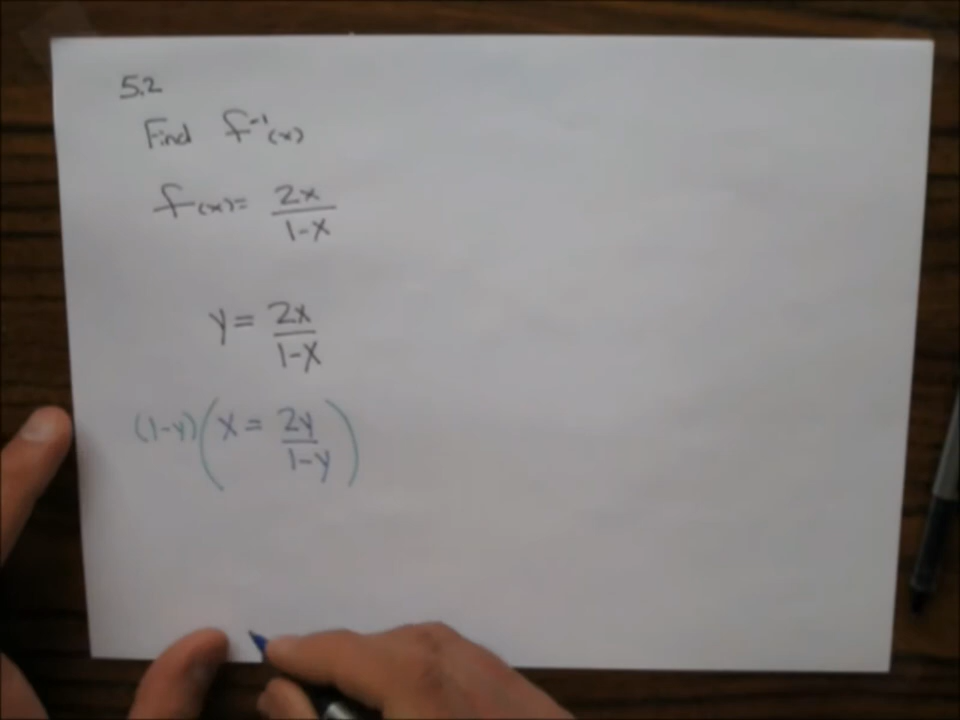 5.2
Find f⁻¹(x)
f(x) = 2x / 1-x
y = 2x / 1-x
(1-y) ( x = 2y / 1-y )